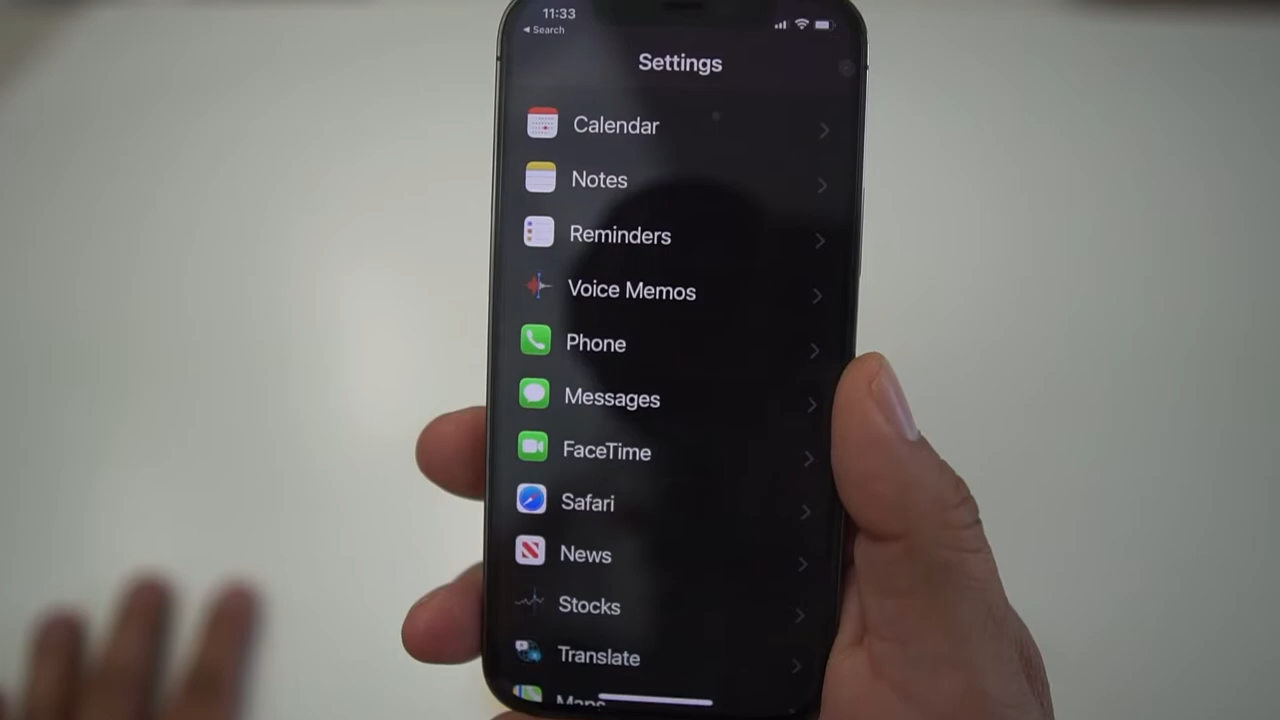 11:33
Search
Settings
Calendar
Notes
Reminders
Voice Memos
Phone
Messages
FaceTime
Safari
News
Stocks
Translate
Maps